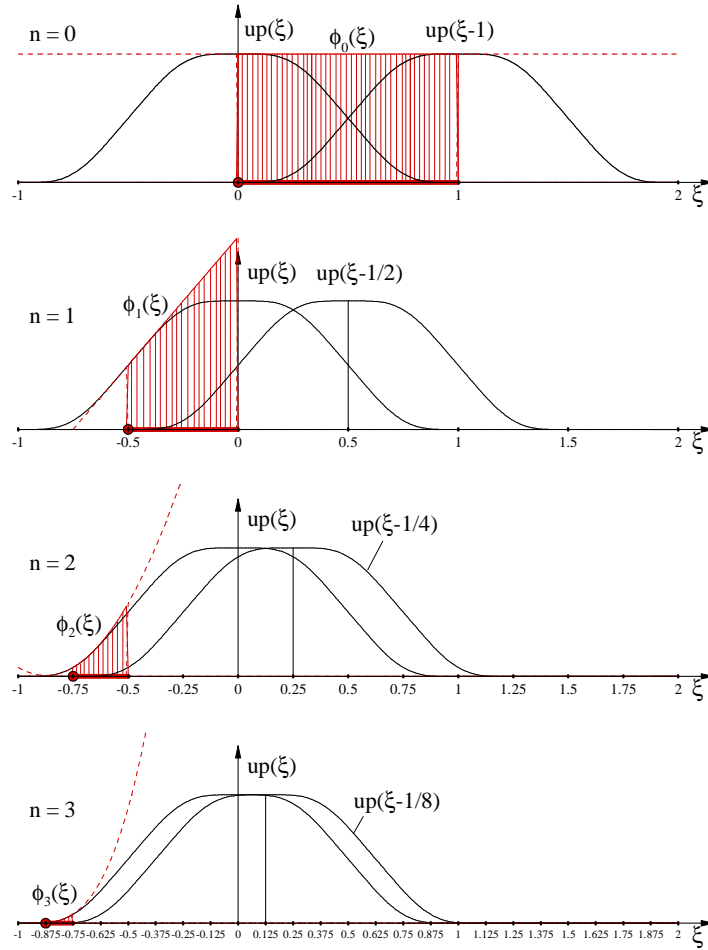 n = 0 up(ξ) ϕ₀(ξ) up(ξ-1)
-1 0 1 2 ξ
n = 1 ϕ₁(ξ) up(ξ) up(ξ-1/2)
-1 -0.5 0 0.5 1 1.5 2 ξ
n = 2 ϕ₂(ξ) up(ξ) up(ξ-1/4)
-1 -0.75 -0.5 -0.25 0 0.25 0.5 0.75 1 1.25 1.5 1.75 2 ξ
n = 3 ϕ₃(ξ) up(ξ) up(ξ-1/8)
-1 -0.875 -0.75 -0.625 -0.5 -0.375 -0.25 -0.125 0 0.125 0.25 0.375 0.5 0.625 0.75 0.875 1 1.125 1.25 1.375 1.5 1.625 1.75 1.875 2 ξ